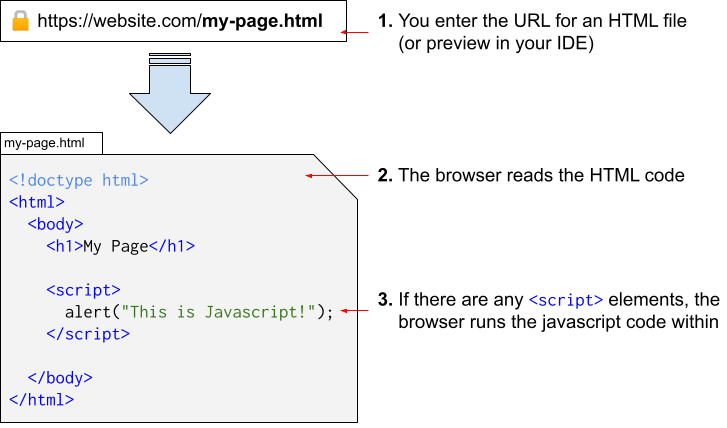 https://website.com/my-page.html
1. You enter the URL for an HTML file
(or preview in your IDE)
my-page.html
2. The browser reads the HTML code
<!doctype html>
<html>
<body>
<h1>My Page</h1>
<script>
alert("This is Javascript!");
</script>
</body>
</html>
3. If there are any <script> elements, the
browser runs the javascript code within